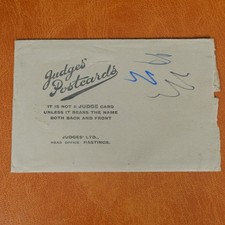 Judges'
Postcards
IT IS NOT A JUDGE CARD
UNLESS IT BEARS THE NAME
BOTH BACK AND FRONT
JUDGES' LTD.,
HEAD OFFICE: HASTINGS.